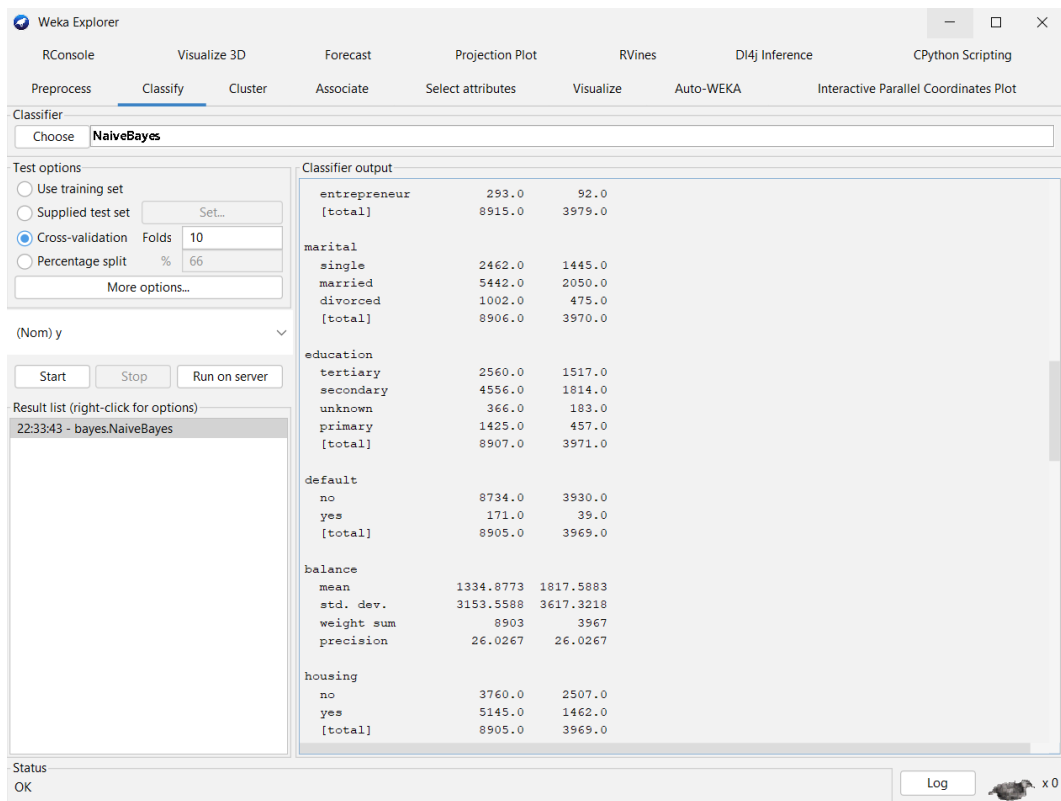 Weka Explorer
RConsole Visualize 3D Forecast Projection Plot RVines Dl4j Inference CPython Scripting
Preprocess Classify Cluster Associate Select attributes Visualize Auto-WEKA Interactive Parallel Coordinates Plot
Classifier
Choose NaiveBayes
Test options
Use training set
Supplied test set Set...
Cross-validation Folds 10
Percentage split % 66
More options...
(Nom) y
Start Stop Run on server
Result list (right-click for options)
22:33:43 - bayes.NaiveBayes
Classifier output
entrepreneur 293.0 92.0
[total] 8915.0 3979.0
marital
single 2462.0 1445.0
married 5442.0 2050.0
divorced 1002.0 475.0
[total] 8906.0 3970.0
education
tertiary 2560.0 1517.0
secondary 4556.0 1814.0
unknown 366.0 183.0
primary 1425.0 457.0
[total] 8907.0 3971.0
default
no 8734.0 3930.0
yes 171.0 39.0
[total] 8905.0 3969.0
balance
mean 1334.8773 1817.5883
std. dev. 3153.5588 3617.3218
weight sum 8903 3967
precision 26.0267 26.0267
housing
no 3760.0 2507.0
yes 5145.0 1462.0
[total] 8905.0 3969.0
Status
OK
Log x 0